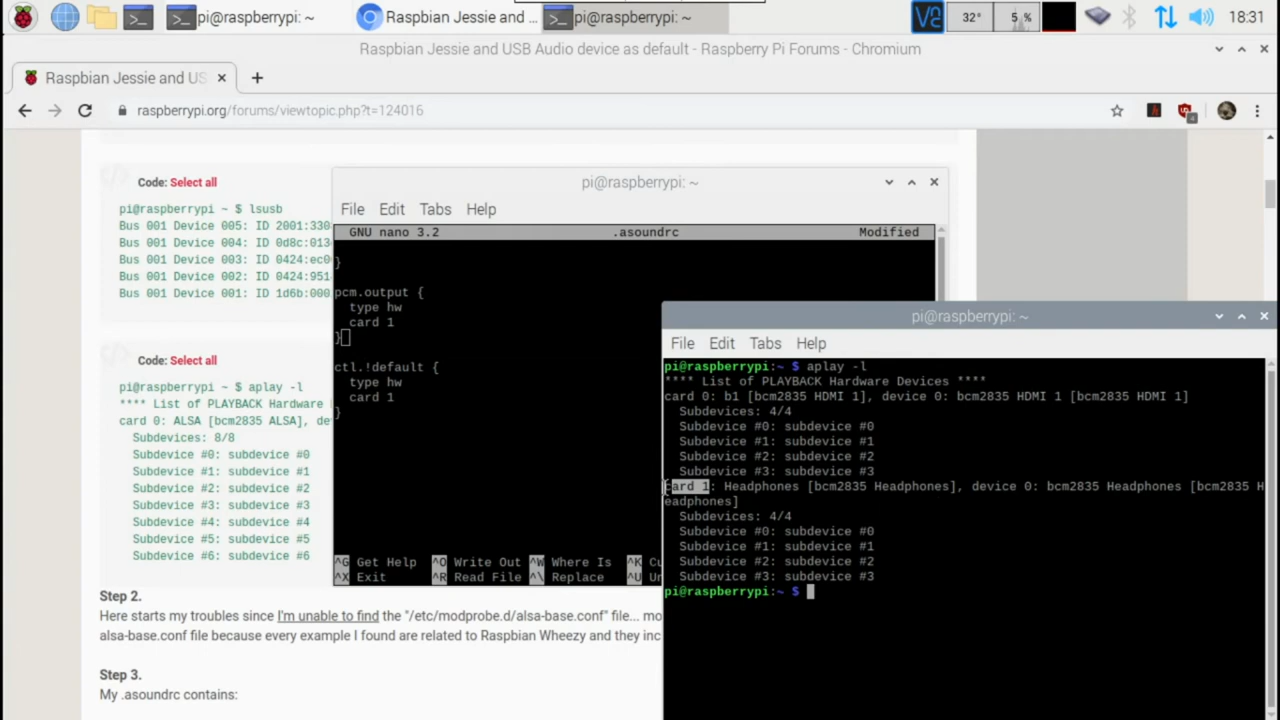 pi@raspberrypi: ~
Raspbian Jessie and ...
pi@raspberrypi: ~
V2
32°
5 %
18:31
Raspbian Jessie and USB Audio device as default - Raspberry Pi Forums - Chromium
Raspbian Jessie and US
raspberrypi.org/forums/viewtopic.php?t=124016
4
Code: Select all
pi@raspberrypi ~ $ lsusb
Bus 001 Device 005: ID 2001:330
Bus 001 Device 004: ID 0d8c:013
Bus 001 Device 003: ID 0424:ec0
Bus 001 Device 002: ID 0424:951
Bus 001 Device 001: ID 1d6b:000
Code: Select all
pi@raspberrypi ~ $ aplay -l
**** List of PLAYBACK Hardware
card 0: ALSA [bcm2835 ALSA], de
Subdevices: 8/8
Subdevice #0: subdevice #0
Subdevice #1: subdevice #1
Subdevice #2: subdevice #2
Subdevice #3: subdevice #3
Subdevice #4: subdevice #4
Subdevice #5: subdevice #5
Subdevice #6: subdevice #6
Step 2.
Here starts my troubles since I'm unable to find the "/etc/modprobe.d/alsa-base.conf" file... mo
alsa-base.conf file because every example I found are related to Raspbian Wheezy and they inc
Step 3.
My .asoundrc contains:
pi@raspberrypi: ~
File Edit Tabs Help
GNU nano 3.2 .asoundrc Modified
}
pcm.output {
type hw
card 1
}
ctl.!default {
type hw
card 1
}
^G Get Help ^O Write Out ^W Where Is ^K Cu
^X Exit ^R Read File ^\ Replace ^U Un
pi@raspberrypi: ~
File Edit Tabs Help
pi@raspberrypi:~ $ aplay -l
**** List of PLAYBACK Hardware Devices ****
card 0: b1 [bcm2835 HDMI 1], device 0: bcm2835 HDMI 1 [bcm2835 HDMI 1]
Subdevices: 4/4
Subdevice #0: subdevice #0
Subdevice #1: subdevice #1
Subdevice #2: subdevice #2
Subdevice #3: subdevice #3
card 1: Headphones [bcm2835 Headphones], device 0: bcm2835 Headphones [bcm2835 H
eadphones]
Subdevices: 4/4
Subdevice #0: subdevice #0
Subdevice #1: subdevice #1
Subdevice #2: subdevice #2
Subdevice #3: subdevice #3
pi@raspberrypi:~ $